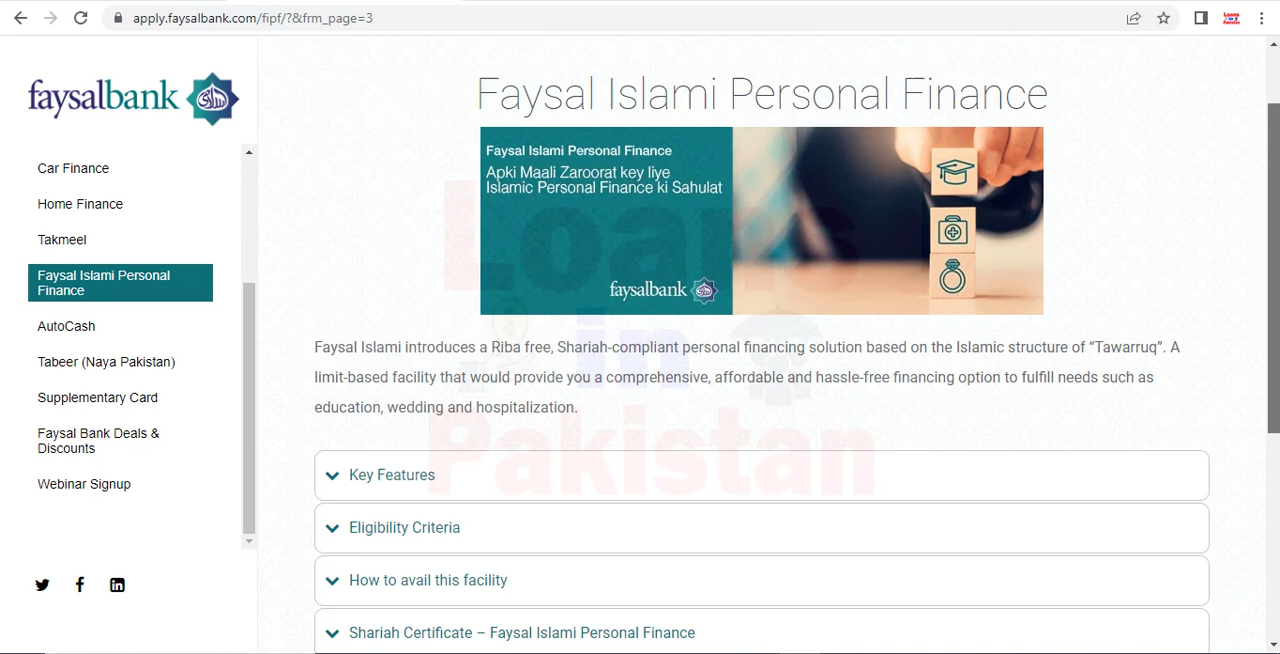 apply.faysalbank.com/fipf/?&frm_page=3
faysalbank
Car Finance
Home Finance
Takmeel
Faysal Islami Personal
Finance
AutoCash
Tabeer (Naya Pakistan)
Supplementary Card
Faysal Bank Deals &
Discounts
Webinar Signup
Faysal Islami Personal Finance
Faysal Islami Personal Finance
Apki Maali Zaroorat key liye
Islamic Personal Finance ki Sahulat
faysalbank
Loans
in
Pakistan
Faysal Islami introduces a Riba free, Shariah-compliant personal financing solution based on the Islamic structure of “Tawarruq”. A
limit-based facility that would provide you a comprehensive, affordable and hassle-free financing option to fulfill needs such as
education, wedding and hospitalization.
Key Features
Eligibility Criteria
How to avail this facility
Shariah Certificate – Faysal Islami Personal Finance